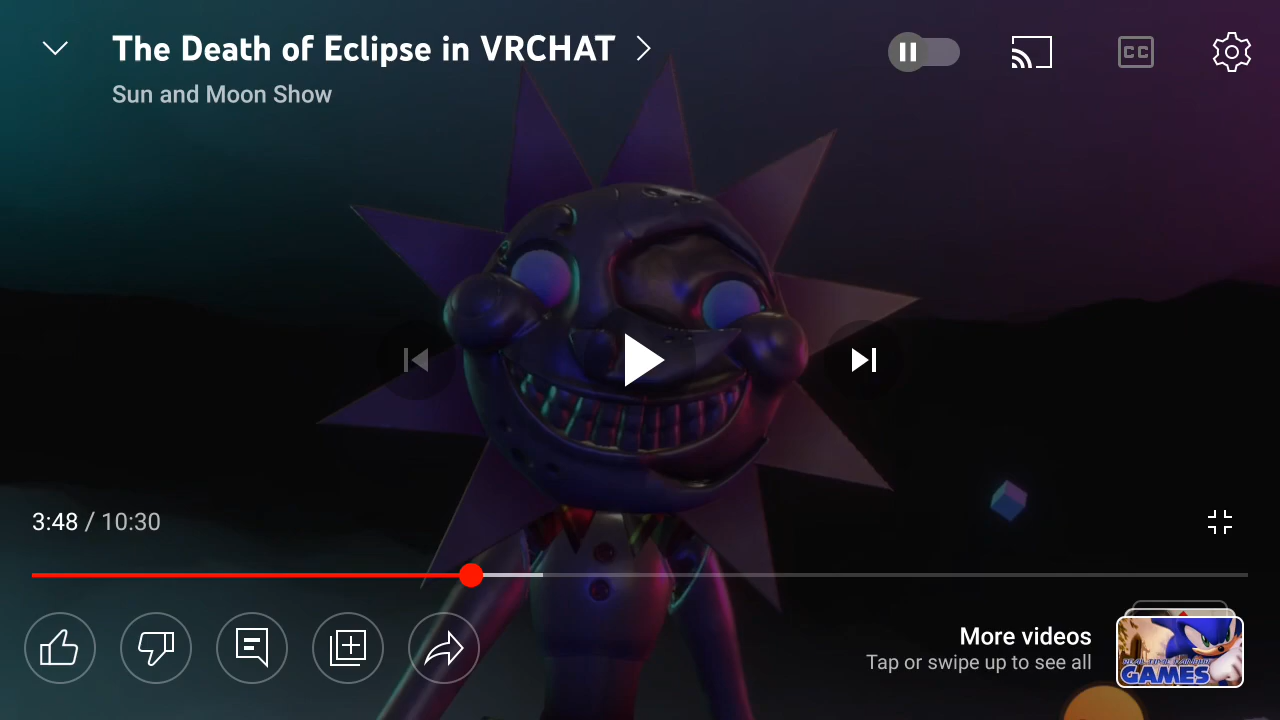 The Death of Eclipse in VRCHAT
Sun and Moon Show
CC
3:48 / 10:30
More videos
Tap or swipe up to see all
GAMES